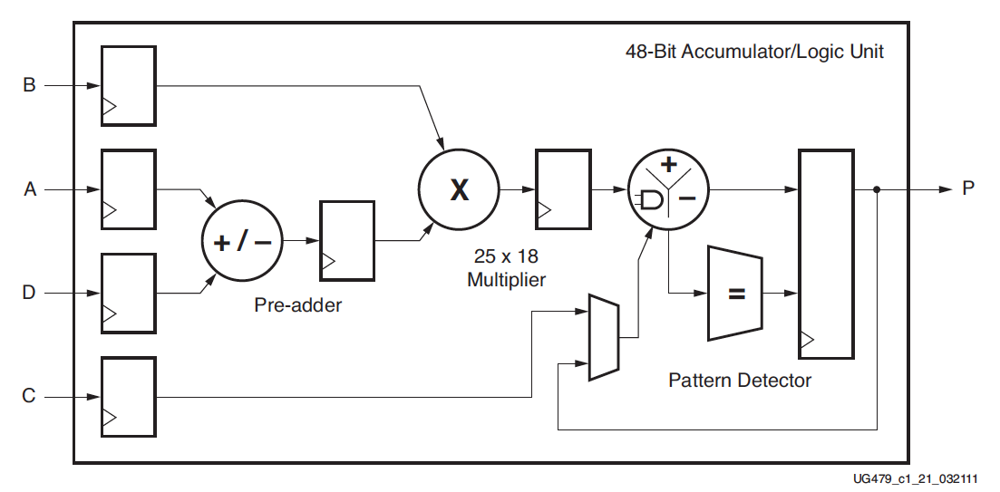 48-Bit Accumulator/Logic Unit
B
A
D
C
+ / −
Pre-adder
X
25 x 18
Multiplier
+
−
=
Pattern Detector
P
UG479_c1_21_032111